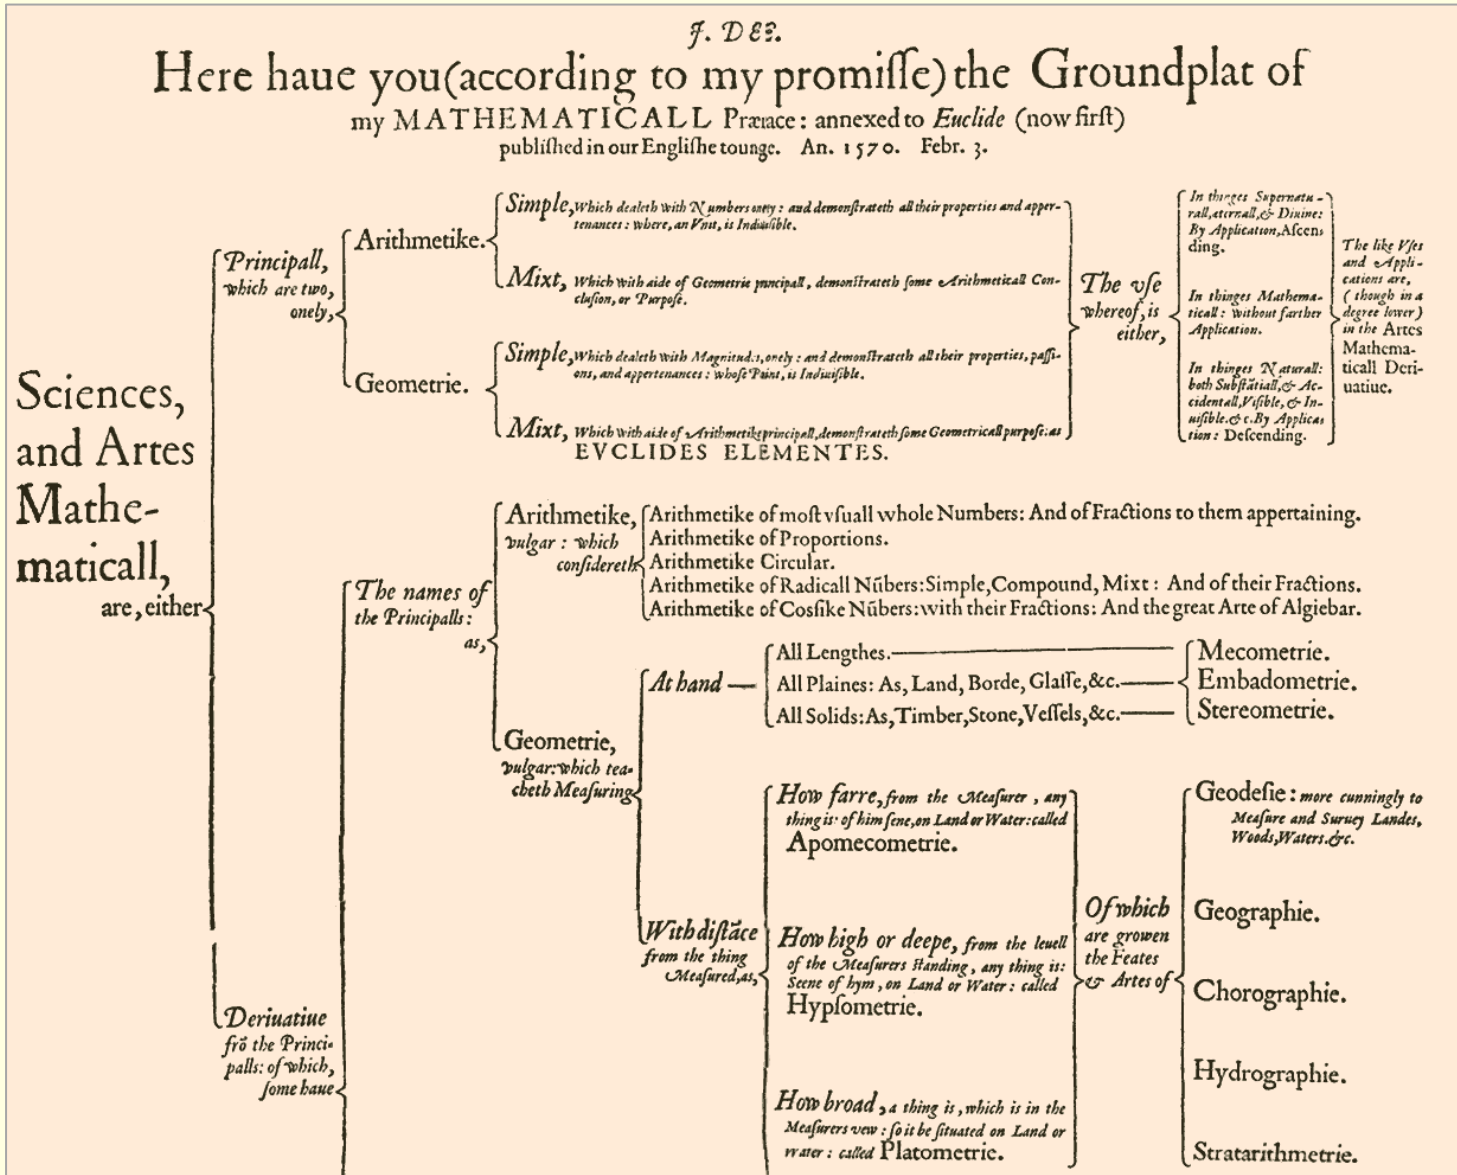 J. DEE.
Here haue you (according to my promiſſe) the Groundplat of
my MATHEMATICALL Præface: annexed to Euclide (now firſt)
publiſhed in our Engliſhe tounge. An. 1570. Febr. 3.
Sciences,
and Artes
Mathe-
maticall,
are, either
Principall,
which are two,
onely,
Arithmetike.
Simple, Which dealeth with Numbers onely: and demonſtrateth all their properties and apper-
tenances: where, an Vnit, is Indiuiſible.
Mixt, Which with aide of Geometrie principall, demonſtrateth ſome Arithmeticall Con-
cluſion, or Purpoſe.
Geometrie.
Simple, Which dealeth with Magnitudes, onely: and demonſtrateth all their properties, paſſi-
ons, and appertenances: whoſe Point, is Indiuiſible.
Mixt, Which with aide of Arithmetike principall, demonſtrateth ſome Geometricall purpoſe: as
EVCLIDES ELEMENTES.
The vſe
whereof, is
either,
In thinges Supernatu-
rall, æternall, & Diuine:
By Application, Aſcen-
ding.
In thinges Mathema-
ticall: without farther
Application.
In thinges Naturall:
both Subſtãtiall, & Ac-
cidentall, Viſible, & In-
uiſible. &c. By Applica-
tion: Deſcending.
The like Vſes
and Appli-
cations are,
(though in a
degree lower)
in the Artes
Mathema-
ticall Deri-
uatiue.
Deriuatiue
frõ the Princi-
palls: of which,
ſome haue
The names of
the Principalls:
as,
Arithmetike,
vulgar: which
conſidereth
Arithmetike of moſt vſuall whole Numbers: And of Fractions to them appertaining.
Arithmetike of Proportions.
Arithmetike Circular.
Arithmetike of Radicall Nũbers: Simple, Compound, Mixt: And of their Fractions.
Arithmetike of Coſſike Nũbers: with their Fractions: And the great Arte of Algiebar.
Geometrie,
vulgar: which tea-
cheth Meaſuring
At hand
All Lengthes.
All Plaines: As, Land, Borde, Glaſſe, &c.
All Solids: As, Timber, Stone, Veſſels, &c.
Mecometrie.
Embadometrie.
Stereometrie.
With diſtãce
from the thing
Meaſured, as,
How farre, from the Meaſurer, any
thing is: of him ſene, on Land or Water: called
Apomecometrie.
How high or deepe, from the leuell
of the Meaſurers ſtanding, any thing is:
Seene of hym, on Land or Water: called
Hypſometrie.
How broad, a thing is, which is in the
Meaſurers vew: ſo it be ſituated on Land or
Water: called Platometrie.
Of which
are growen
the Feates
& Artes of
Geodeſie: more cunningly to
Meaſure and Suruey Landes,
Woods, Waters. &c.
Geographie.
Chorographie.
Hydrographie.
Stratarithmetrie.